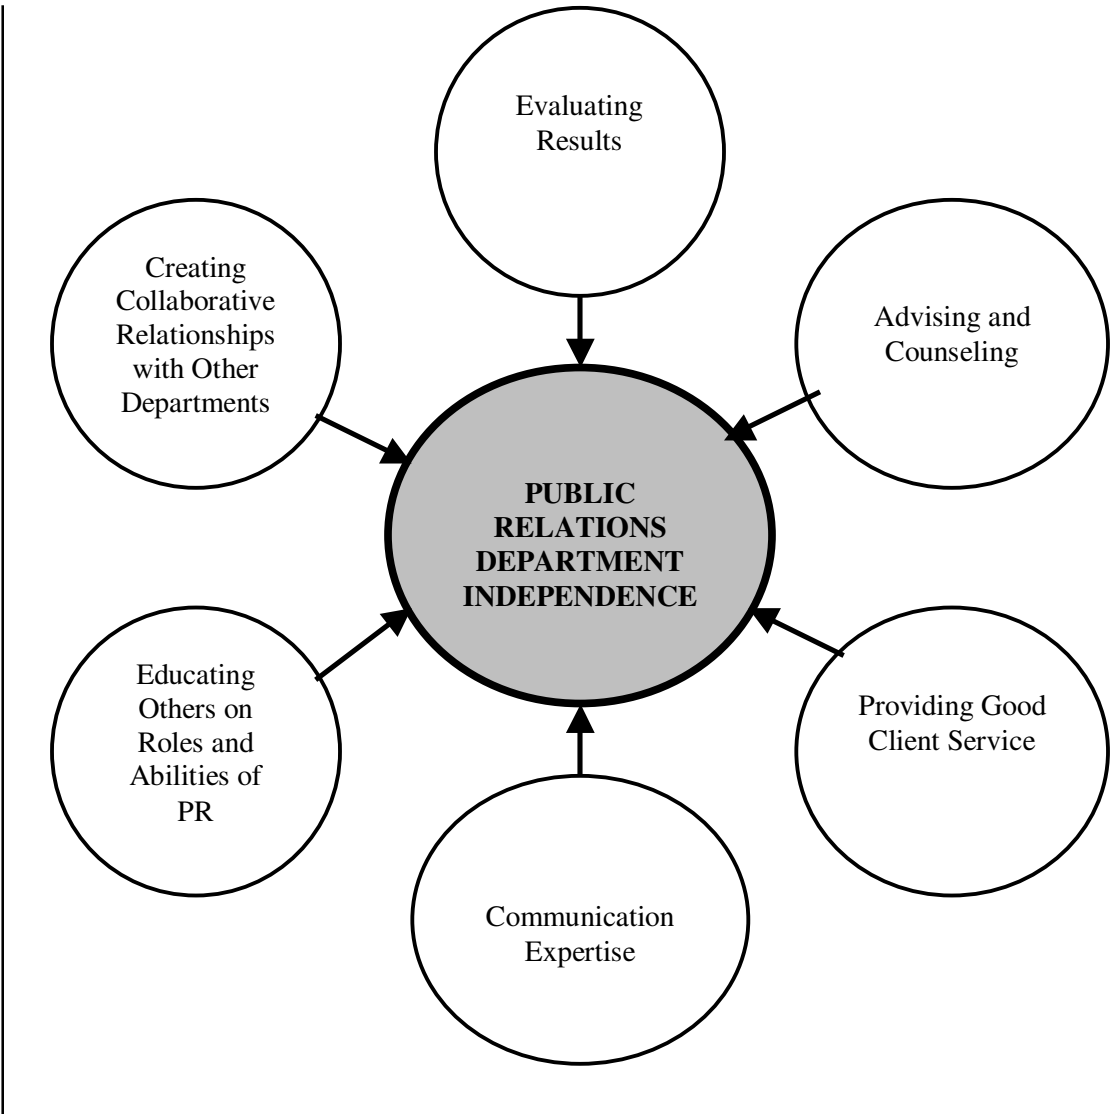 Evaluating
Results
Creating
Collaborative
Relationships
with Other
Departments
Advising and
Counseling
PUBLIC
RELATIONS
DEPARTMENT
INDEPENDENCE
Educating
Others on
Roles and
Abilities of
PR
Providing Good
Client Service
Communication
Expertise